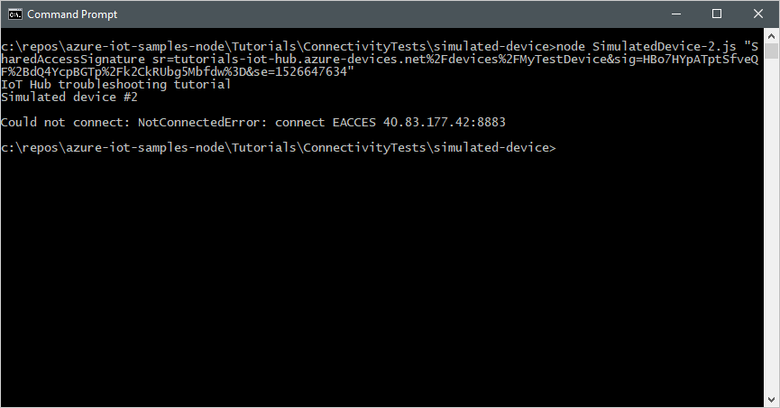 Command Prompt
c:\repos\azure-iot-samples-node\Tutorials\ConnectivityTests\simulated-device>node SimulatedDevice-2.js "S
haredAccessSignature sr=tutorials-iot-hub.azure-devices.net%2Fdevices%2FMyTestDevice&sig=HBo7HYpATptSfveQ
F%2BdQ4YcpBGTp%2Fk2CkRUbg5Mbfdw%3D&se=1526647634"
IoT Hub troubleshooting tutorial
Simulated device #2
Could not connect: NotConnectedError: connect EACCES 40.83.177.42:8883
c:\repos\azure-iot-samples-node\Tutorials\ConnectivityTests\simulated-device>